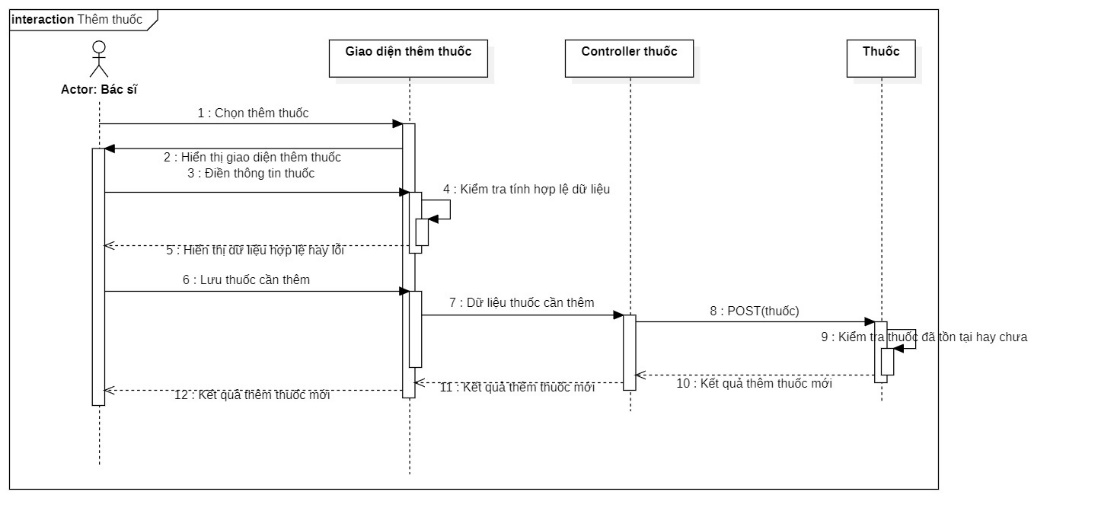 interaction Thêm thuốc
Actor: Bác sĩ
Giao diện thêm thuốc
Controller thuốc
Thuốc
1 : Chọn thêm thuốc
2 : Hiển thị giao diện thêm thuốc
3 : Điền thông tin thuốc
4 : Kiểm tra tính hợp lệ dữ liệu
5 : Hiển thị dữ liệu hợp lệ hay lỗi
6 : Lưu thuốc cần thêm
7 : Dữ liệu thuốc cần thêm
8 : POST(thuốc)
9 : Kiểm tra thuốc đã tồn tại hay chưa
10 : Kết quả thêm thuốc mới
11 : Kết quả thêm thuốc mới
12 : Kết quả thêm thuốc mới